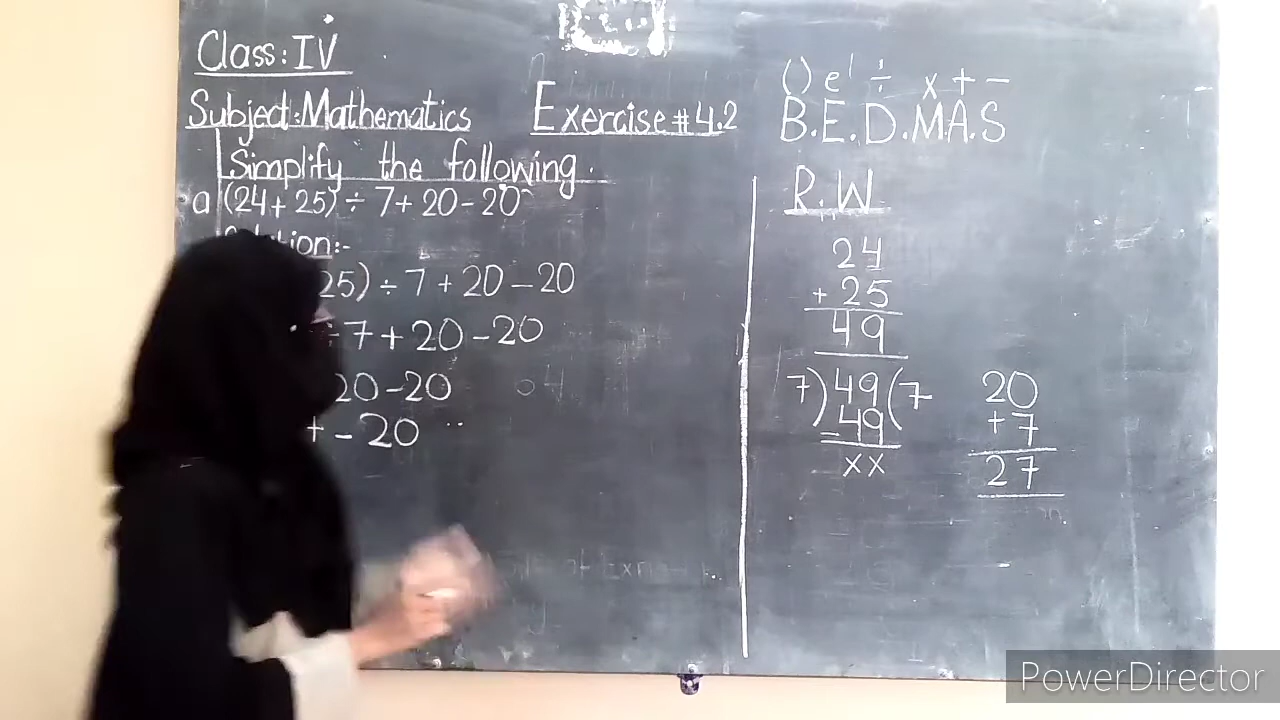 Class: IV
Subject: Mathematics
Exercise # 4.2
Simplify the following.
a (24+25) ÷ 7+20-20
:-
25) ÷ 7 + 20 - 20
÷ 7 + 20 - 20
20-20
+ - 20
() e ÷ x + -
B.E.D.M.A.S
R.W
24
+ 25
49
7) 49 (7
- 49
xx
20
+ 7
27
PowerDirector